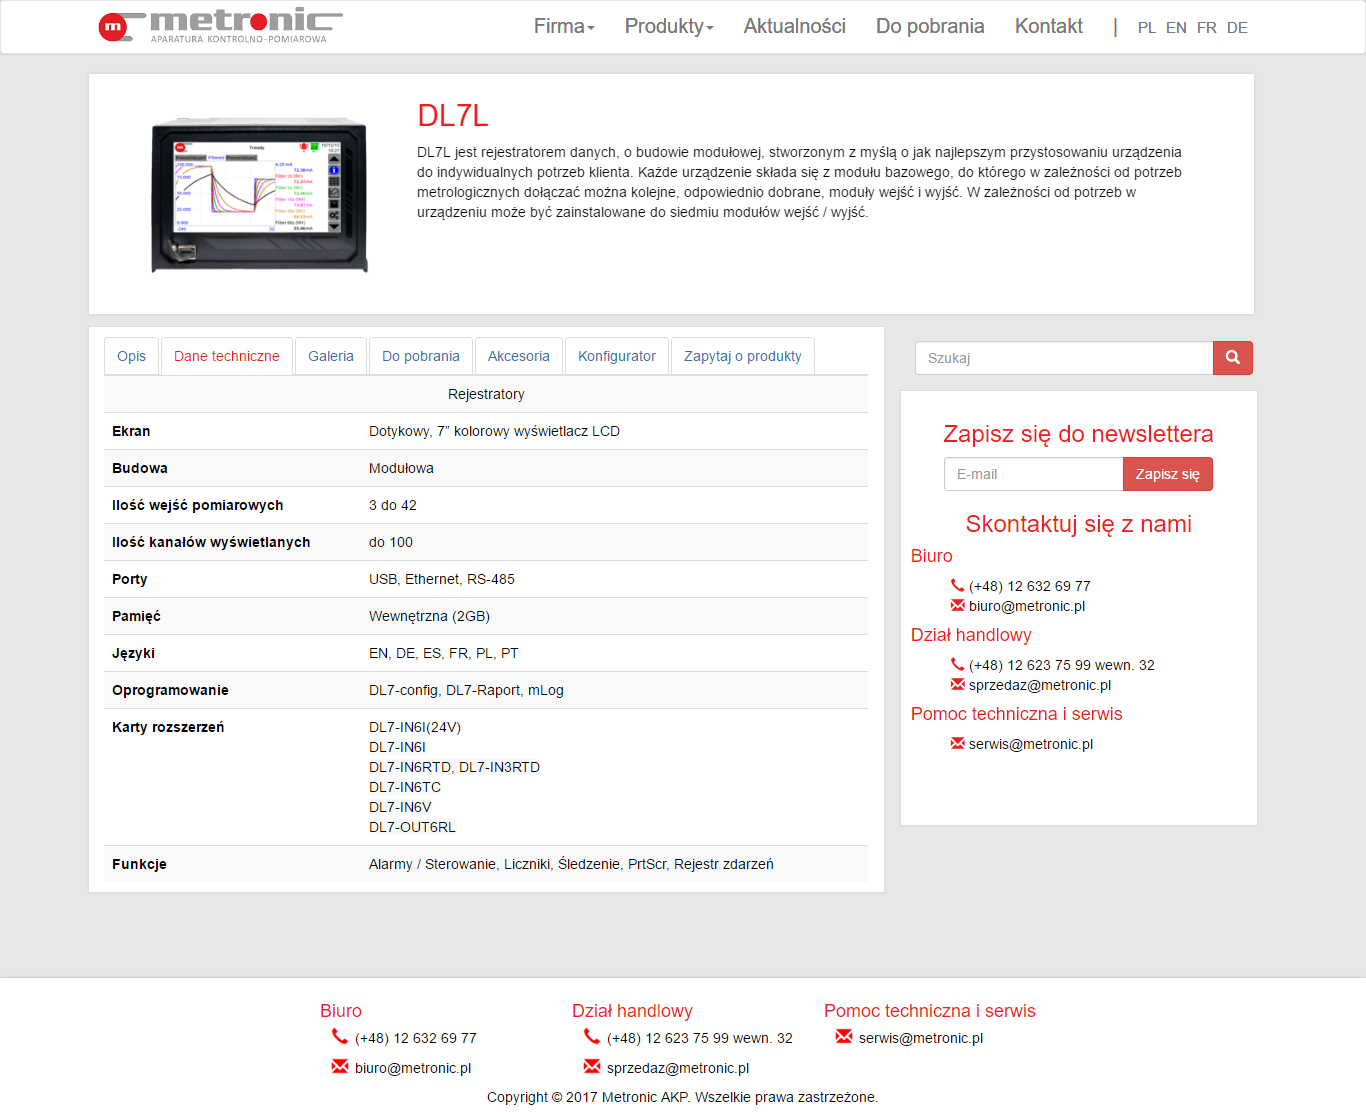 metronic
APARATURA KONTROLNO-POMIAROWA
Firma Produkty Aktualności Do pobrania Kontakt | PL EN FR DE
DL7L
DL7L jest rejestratorem danych, o budowie modułowej, stworzonym z myślą o jak najlepszym przystosowaniu urządzenia
do indywidualnych potrzeb klienta. Każde urządzenie składa się z modułu bazowego, do którego w zależności od potrzeb
metrologicznych dołączać można kolejne, odpowiednio dobrane, moduły wejść i wyjść. W zależności od potrzeb w
urządzeniu może być zainstalowane do siedmiu modułów wejść / wyjść.
Trendy
Opis Dane techniczne Galeria Do pobrania Akcesoria Konfigurator Zapytaj o produkty
Rejestratory
Ekran Dotykowy, 7" kolorowy wyświetlacz LCD
Budowa Modułowa
Ilość wejść pomiarowych 3 do 42
Ilość kanałów wyświetlanych do 100
Porty USB, Ethernet, RS-485
Pamięć Wewnętrzna (2GB)
Języki EN, DE, ES, FR, PL, PT
Oprogramowanie DL7-config, DL7-Raport, mLog
Karty rozszerzeń DL7-IN6I(24V)
DL7-IN6I
DL7-IN6RTD, DL7-IN3RTD
DL7-IN6TC
DL7-IN6V
DL7-OUT6RL
Funkcje Alarmy / Sterowanie, Liczniki, Śledzenie, PrtScr, Rejestr zdarzeń
Szukaj
Zapisz się do newslettera
E-mail Zapisz się
Skontaktuj się z nami
Biuro
(+48) 12 632 69 77
biuro@metronic.pl
Dział handlowy
(+48) 12 623 75 99 wewn. 32
sprzedaz@metronic.pl
Pomoc techniczna i serwis
serwis@metronic.pl
Biuro
(+48) 12 632 69 77
biuro@metronic.pl
Dział handlowy
(+48) 12 623 75 99 wewn. 32
sprzedaz@metronic.pl
Pomoc techniczna i serwis
serwis@metronic.pl
Copyright © 2017 Metronic AKP. Wszelkie prawa zastrzeżone.